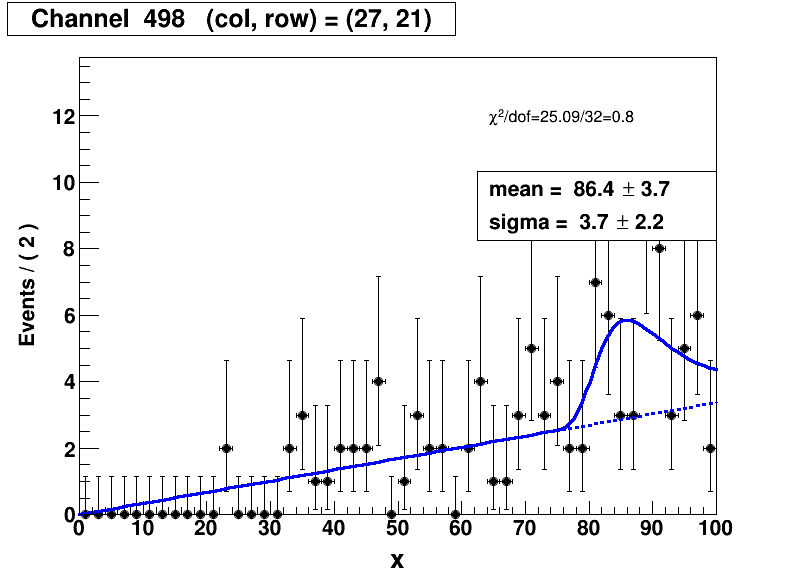 Channel 498 (col, row) = (27, 21)
χ²/dof=25.09/32=0.8
mean = 86.4 ± 3.7
sigma = 3.7 ± 2.2
Events / ( 2 )
12
10
8
6
4
2
0
0 10 20 30 40 50 60 70 80 90 100
x